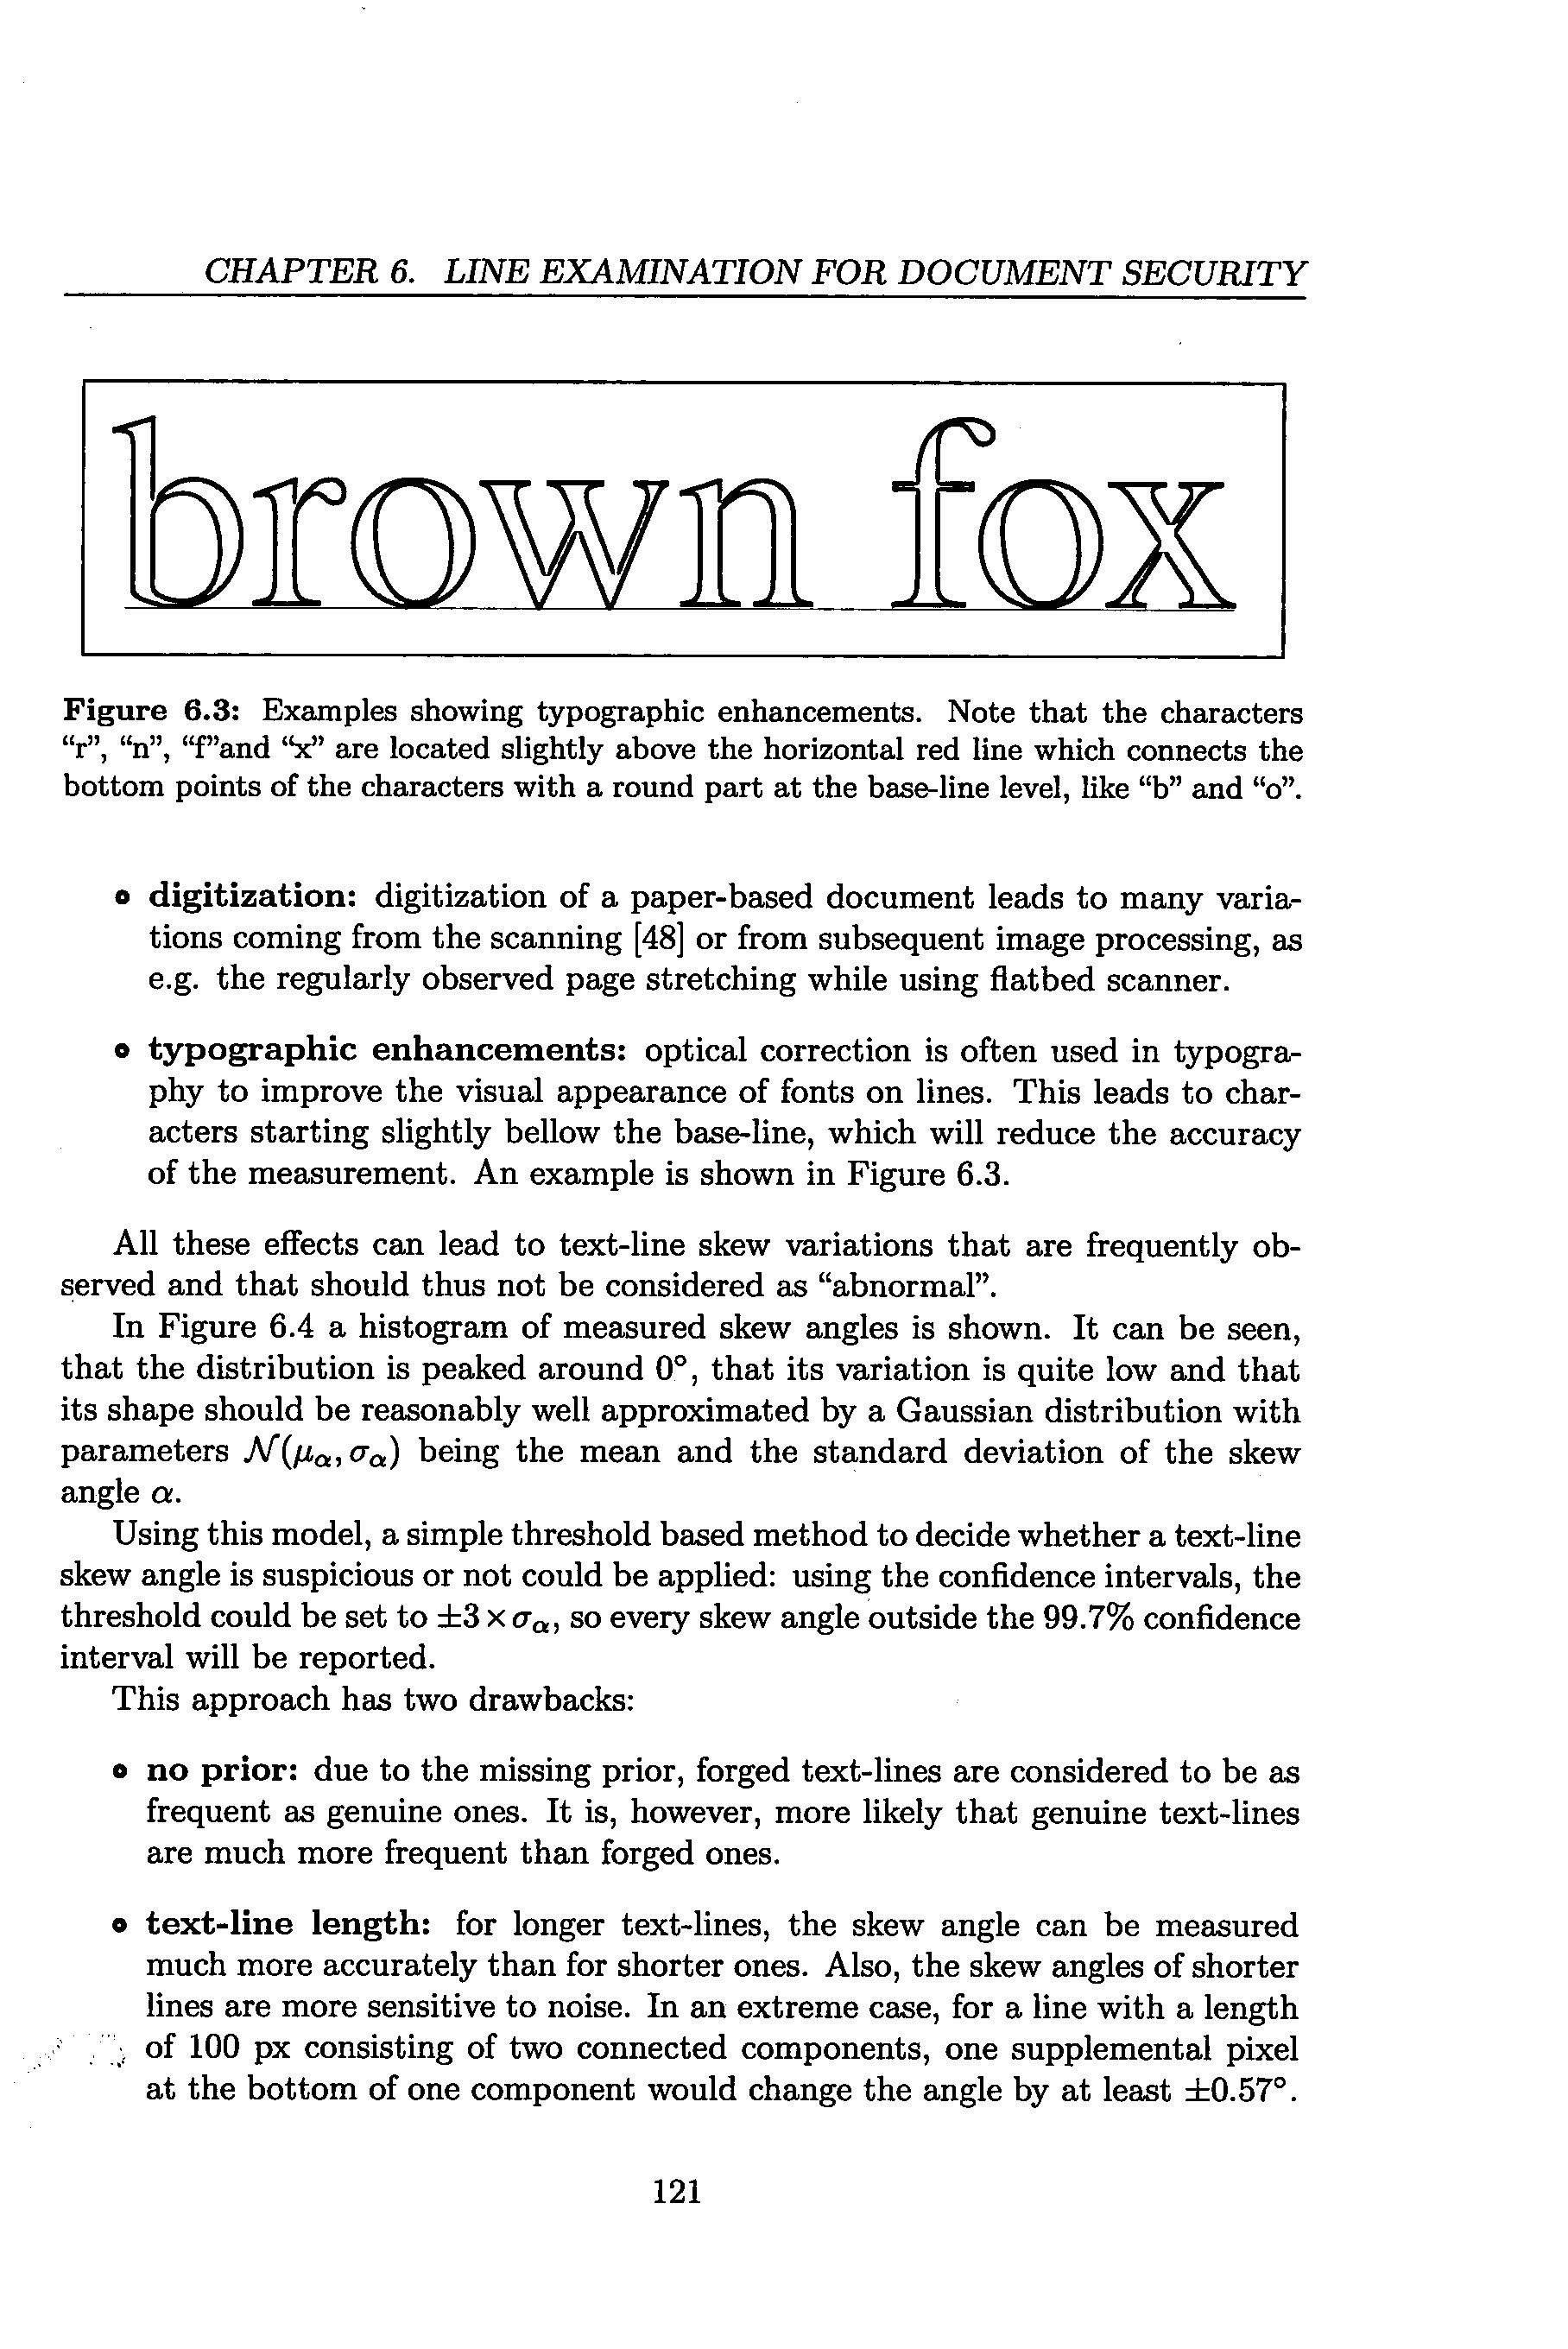 CHAPTER 6. LINE EXAMINATION FOR DOCUMENT SECURITY
brown fox
Figure 6.3: Examples showing typographic enhancements. Note that the characters
“r”, “n”, “f”and “x” are located slightly above the horizontal red line which connects the
bottom points of the characters with a round part at the base-line level, like “b” and “o”.
• digitization: digitization of a paper-based document leads to many varia-
tions coming from the scanning [48] or from subsequent image processing, as
e.g. the regularly observed page stretching while using flatbed scanner.
• typographic enhancements: optical correction is often used in typogra-
phy to improve the visual appearance of fonts on lines. This leads to char-
acters starting slightly bellow the base-line, which will reduce the accuracy
of the measurement. An example is shown in Figure 6.3.
All these effects can lead to text-line skew variations that are frequently ob-
served and that should thus not be considered as “abnormal”.
In Figure 6.4 a histogram of measured skew angles is shown. It can be seen,
that the distribution is peaked around 0°, that its variation is quite low and that
its shape should be reasonably well approximated by a Gaussian distribution with
parameters 𝒩(μα, σα) being the mean and the standard deviation of the skew
angle α.
Using this model, a simple threshold based method to decide whether a text-line
skew angle is suspicious or not could be applied: using the confidence intervals, the
threshold could be set to ±3 × σα, so every skew angle outside the 99.7% confidence
interval will be reported.
This approach has two drawbacks:
• no prior: due to the missing prior, forged text-lines are considered to be as
frequent as genuine ones. It is, however, more likely that genuine text-lines
are much more frequent than forged ones.
• text-line length: for longer text-lines, the skew angle can be measured
much more accurately than for shorter ones. Also, the skew angles of shorter
lines are more sensitive to noise. In an extreme case, for a line with a length
of 100 px consisting of two connected components, one supplemental pixel
at the bottom of one component would change the angle by at least ±0.57°.
121